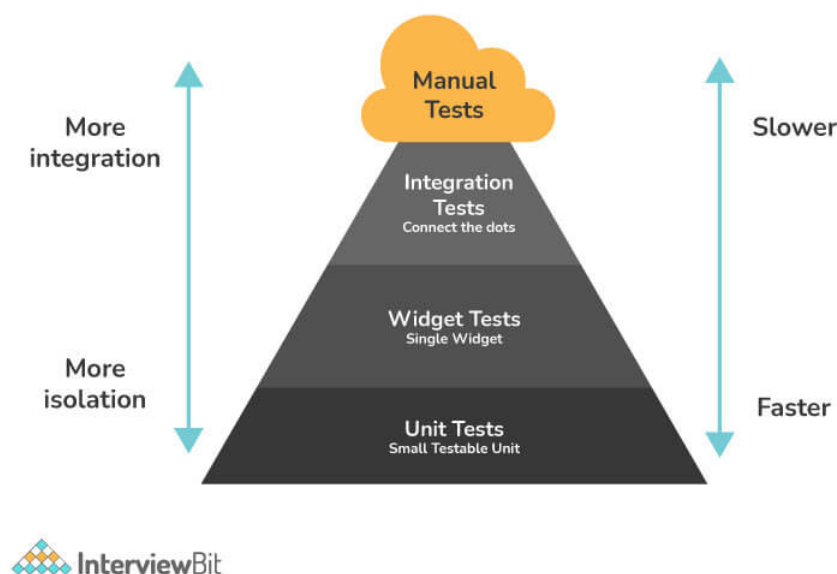 Manual
Tests
More
integration
Slower
Integration
Tests
Connect the dots
Widget Tests
Single Widget
More
isolation
Faster
Unit Tests
Small Testable Unit
InterviewBit